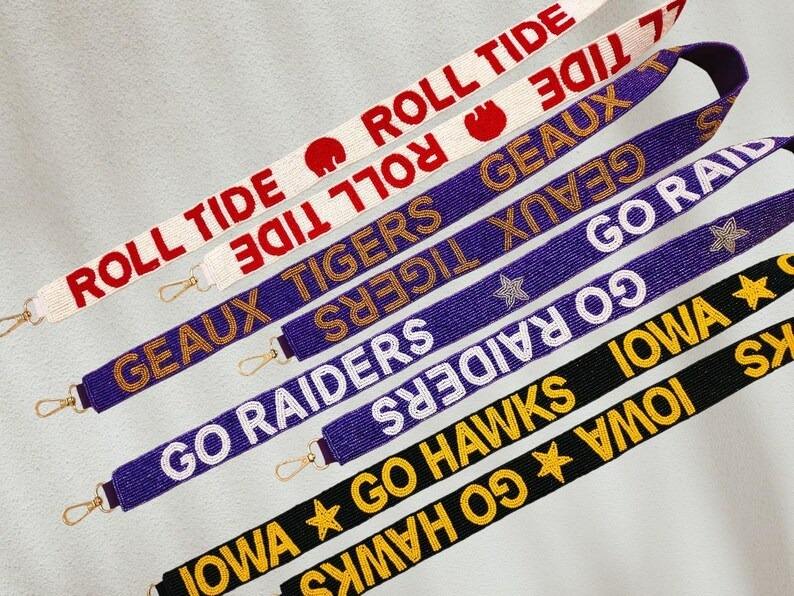 ROLL TIDE ROLL TIDE
ROLL TIDE ROLL TIDE
GEAUX TIGERS GEAUX
GEAUX TIGERS GEAUX
GO RAIDERS GO RAID
GO RAIDERS
IOWA GO HAWKS IOWA
GO HAWKS IOWA